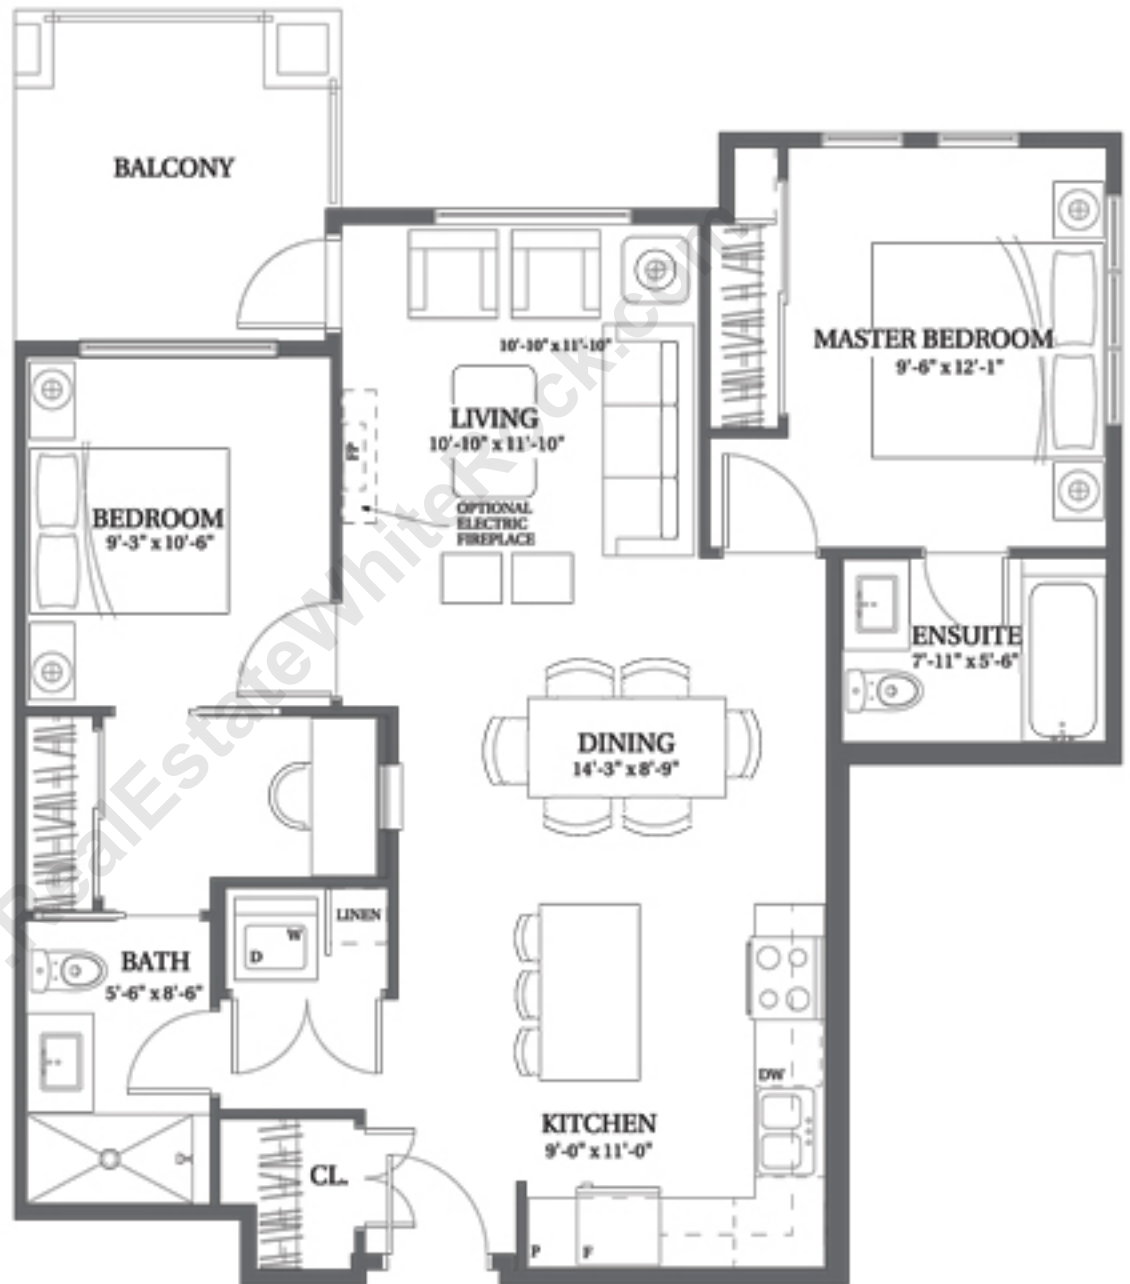 BALCONY
MASTER BEDROOM
9'-6" x 12'-1"
10'-10" x 11'-10"
LIVING
10'-10" x 11'-10"
FP
OPTIONAL
ELECTRIC
FIREPLACE
BEDROOM
9'-3" x 10'-6"
ENSUITE
7'-11" x 5'-6"
DINING
14'-3" x 8'-9"
LINEN
W
D
BATH
5'-6" x 8'-6"
DW
KITCHEN
9'-0" x 11'-0"
CL.
P
F
RealEstateWhiteRock.com